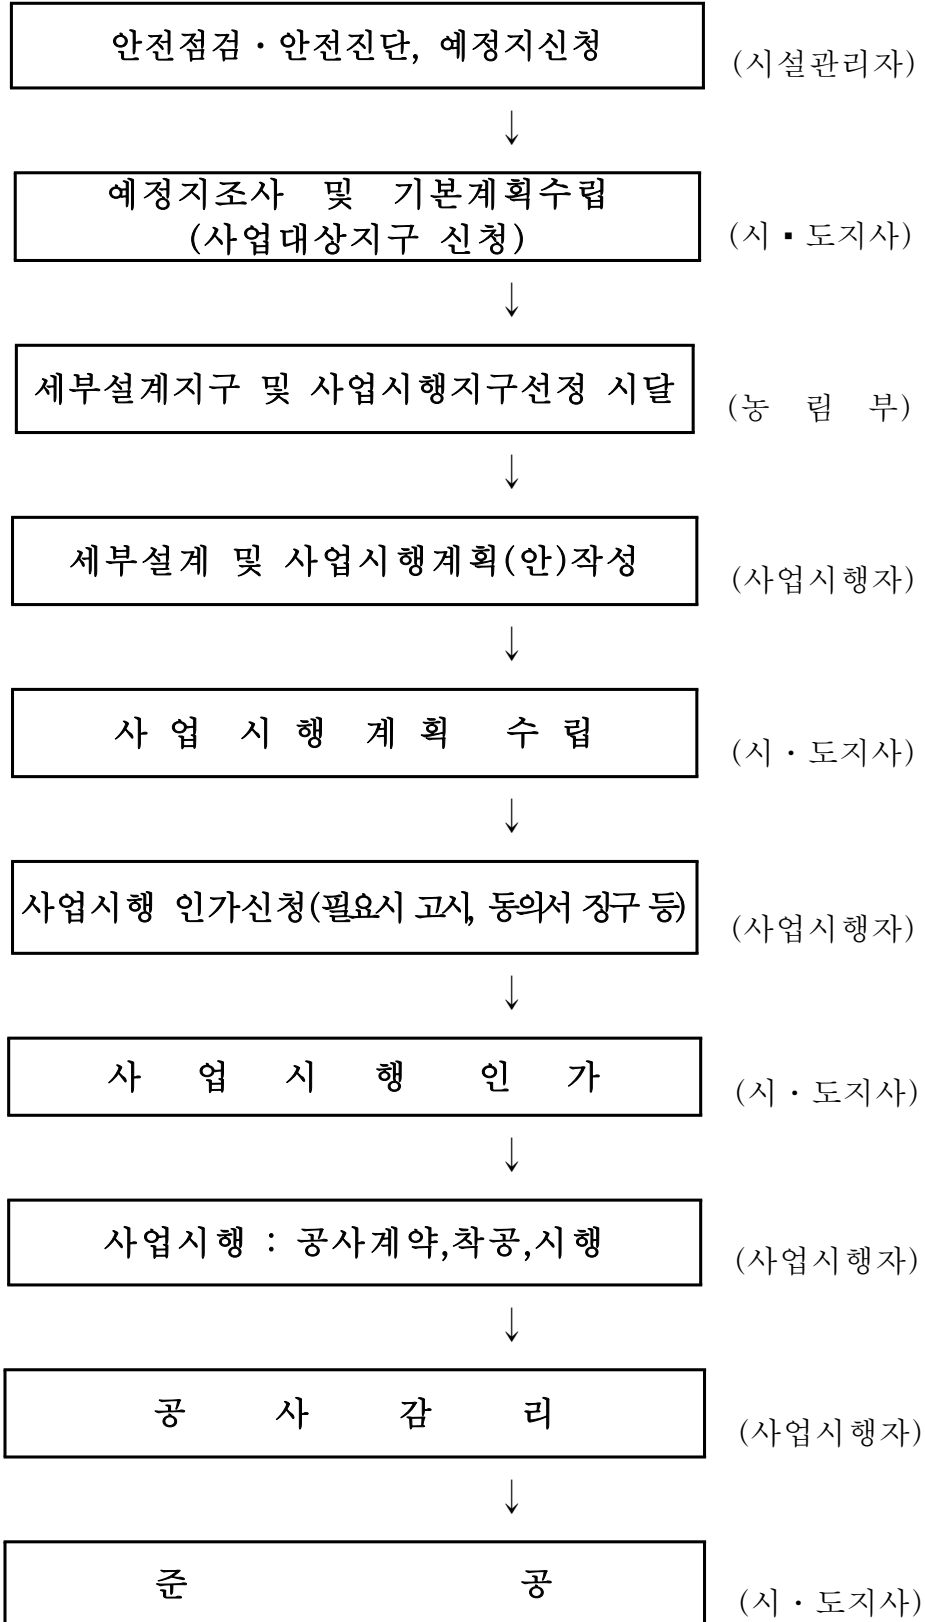 안전점검·안전진단, 예정지신청
(시설관리자)
↓
예정지조사 및 기본계획수립
(사업대상지구 신청)
(시▪도지사)
↓
세부설계지구 및 사업시행지구선정 시달
(농 림 부)
↓
세부설계 및 사업시행계획(안)작성
(사업시행자)
↓
사 업 시 행 계 획 수 립
(시·도지사)
↓
사업시행 인가신청(필요시 고시, 동의서 징구 등)
(사업시행자)
↓
사 업 시 행 인 가
(시·도지사)
↓
사업시행 : 공사계약,착공,시행
(사업시행자)
↓
공 사 감 리
(사업시행자)
↓
준 공
(시·도지사)